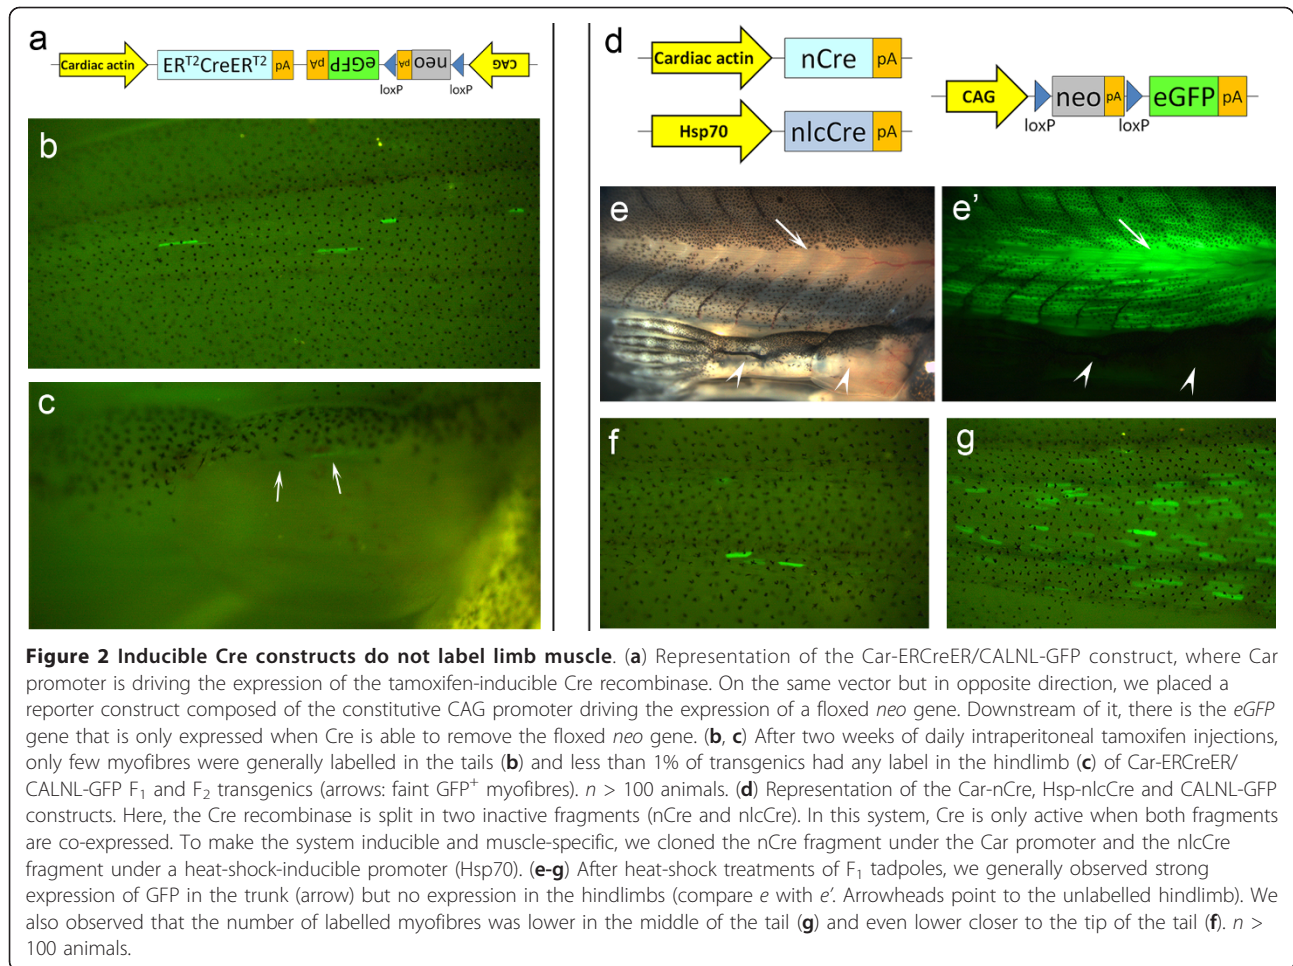 a
Cardiac actin
ERT2CreERT2
pA
pA
eGFP
pA
neo
CAG
loxP
loxP
b
c
d
Cardiac actin
nCre
pA
Hsp70
nlcCre
pA
CAG
neo
pA
eGFP
pA
loxP
loxP
e
e’
f
g
Figure 2 Inducible Cre constructs do not label limb muscle. (a) Representation of the Car-ERCreER/CALNL-GFP construct, where Car
promoter is driving the expression of the tamoxifen-inducible Cre recombinase. On the same vector but in opposite direction, we placed a
reporter construct composed of the constitutive CAG promoter driving the expression of a floxed neo gene. Downstream of it, there is the eGFP
gene that is only expressed when Cre is able to remove the floxed neo gene. (b, c) After two weeks of daily intraperitoneal tamoxifen injections,
only few myofibres were generally labelled in the tails (b) and less than 1% of transgenics had any label in the hindlimb (c) of Car-ERCreER/
CALNL-GFP F1 and F2 transgenics (arrows: faint GFP+ myofibres). n > 100 animals. (d) Representation of the Car-nCre, Hsp-nlcCre and CALNL-GFP
constructs. Here, the Cre recombinase is split in two inactive fragments (nCre and nlcCre). In this system, Cre is only active when both fragments
are co-expressed. To make the system inducible and muscle-specific, we cloned the nCre fragment under the Car promoter and the nlcCre
fragment under a heat-shock-inducible promoter (Hsp70). (e-g) After heat-shock treatments of F1 tadpoles, we generally observed strong
expression of GFP in the trunk (arrow) but no expression in the hindlimbs (compare e with e’. Arrowheads point to the unlabelled hindlimb). We
also observed that the number of labelled myofibres was lower in the middle of the tail (g) and even lower closer to the tip of the tail (f). n >
100 animals.